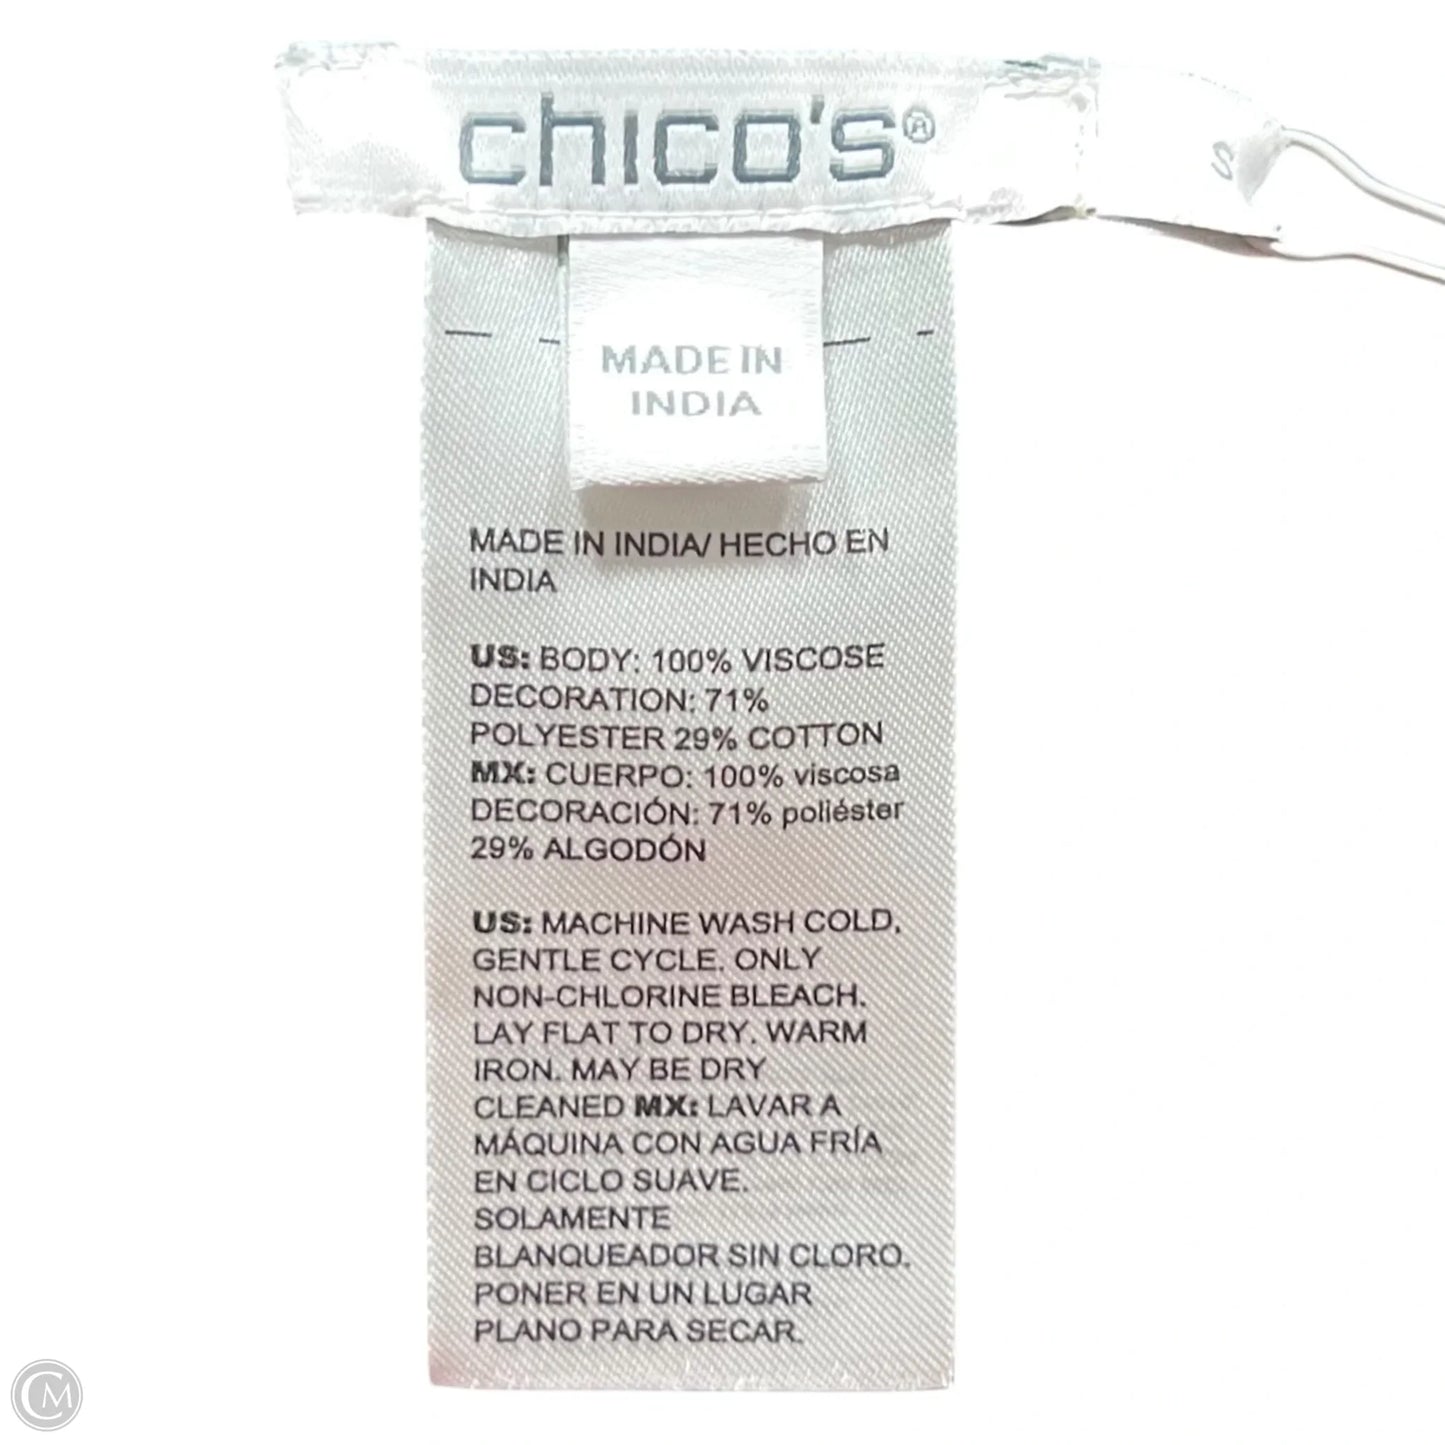 chico's®
S
MADE IN
INDIA
MADE IN INDIA/ HECHO EN
INDIA
US: BODY: 100% VISCOSE
DECORATION: 71%
POLYESTER 29% COTTON
MX: CUERPO: 100% viscosa
DECORACIÓN: 71% poliéster
29% ALGODÓN
US: MACHINE WASH COLD,
GENTLE CYCLE. ONLY
NON-CHLORINE BLEACH.
LAY FLAT TO DRY. WARM
IRON. MAY BE DRY
CLEANED MX: LAVAR A
MÁQUINA CON AGUA FRÍA
EN CICLO SUAVE.
SOLAMENTE
BLANQUEADOR SIN CLORO.
PONER EN UN LUGAR
PLANO PARA SECAR.
CM